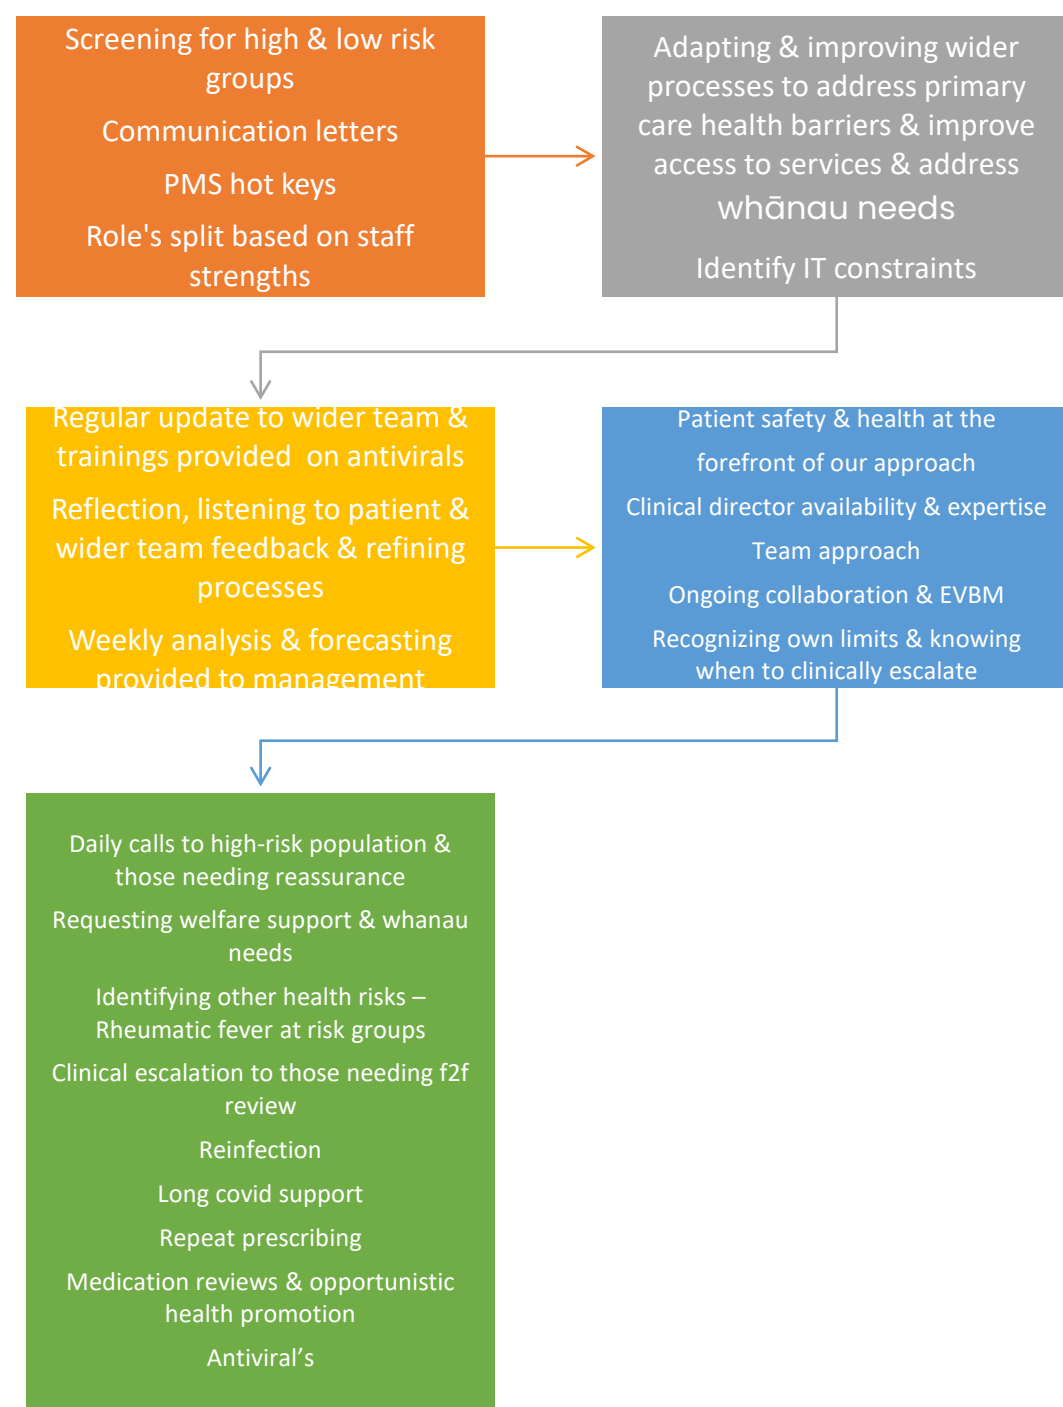 Screening for high & low risk
groups
Communication letters
PMS hot keys
Role's split based on staff
strengths
Adapting & improving wider
processes to address primary
care health barriers & improve
access to services & address
whānau needs
Identify IT constraints
Regular update to wider team &
trainings provided  on antivirals
Reflection, listening to patient &
wider team feedback & refining
processes
Weekly analysis & forecasting
provided to management
Patient safety & health at the
forefront of our approach
Clinical director availability & expertise
Team approach
Ongoing collaboration & EVBM
Recognizing own limits & knowing
when to clinically escalate
Daily calls to high-risk population &
those needing reassurance
Requesting welfare support & whanau
needs
Identifying other health risks –
Rheumatic fever at risk groups
Clinical escalation to those needing f2f
review
Reinfection
Long covid support
Repeat prescribing
Medication reviews & opportunistic
health promotion
Antiviral’s